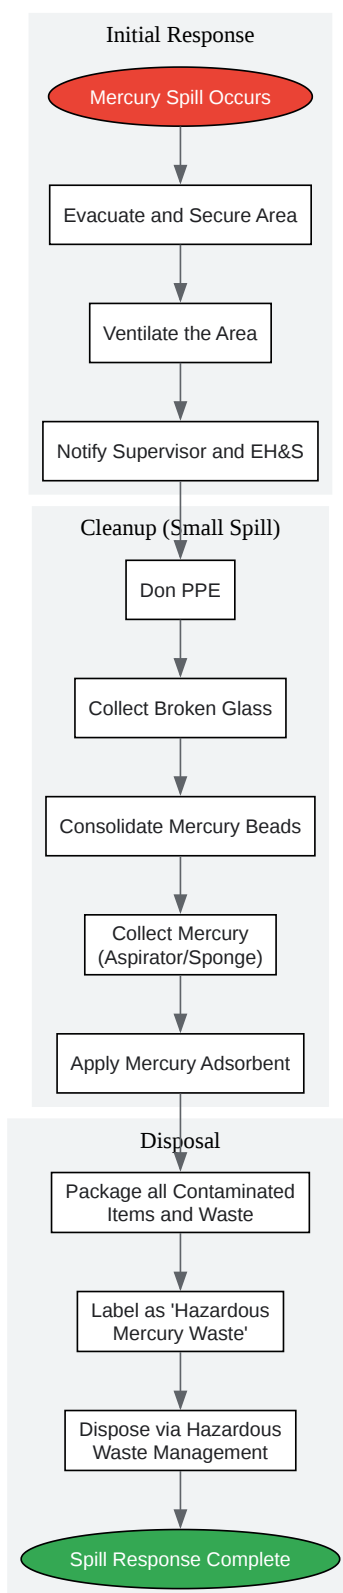 Initial Response
Mercury Spill Occurs
Evacuate and Secure Area
Ventilate the Area
Notify Supervisor and EH&S
Cleanup (Small Spill)
Don PPE
Collect Broken Glass
Consolidate Mercury Beads
Collect Mercury
(Aspirator/Sponge)
Apply Mercury Adsorbent
Disposal
Package all Contaminated
Items and Waste
Label as 'Hazardous
Mercury Waste'
Dispose via Hazardous
Waste Management
Spill Response Complete